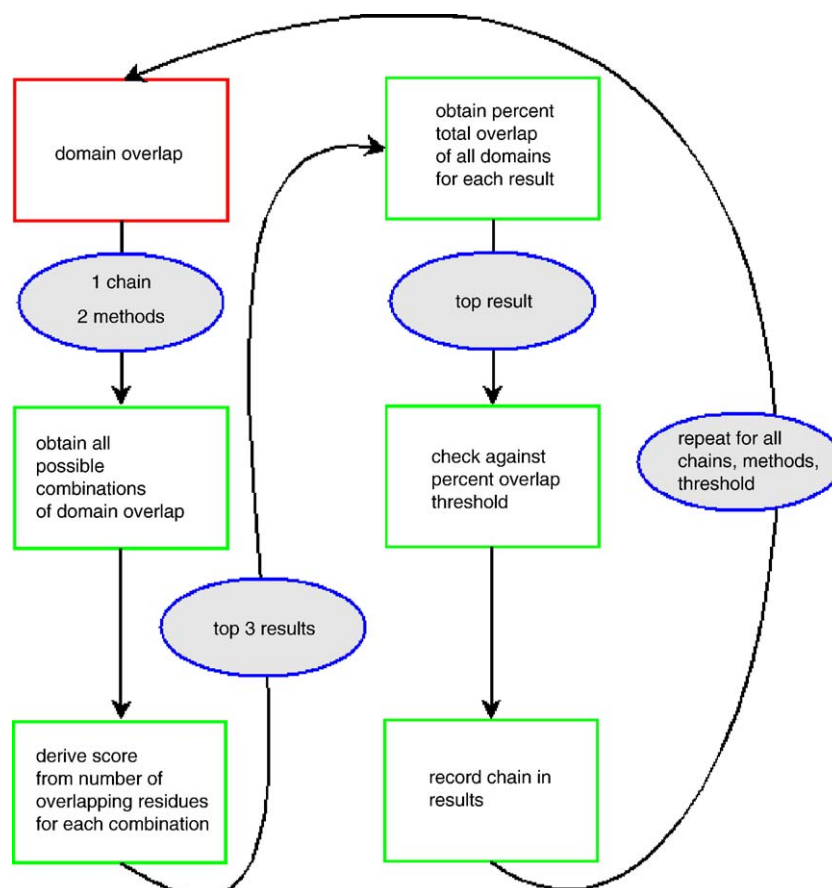 domain overlap
1 chain
2 methods
obtain all
possible
combinations
of domain overlap
derive score
from number of
overlapping residues
for each combination
top 3 results
obtain percent
total overlap
of all domains
for each result
top result
check against
percent overlap
threshold
record chain in
results
repeat for all
chains, methods,
threshold